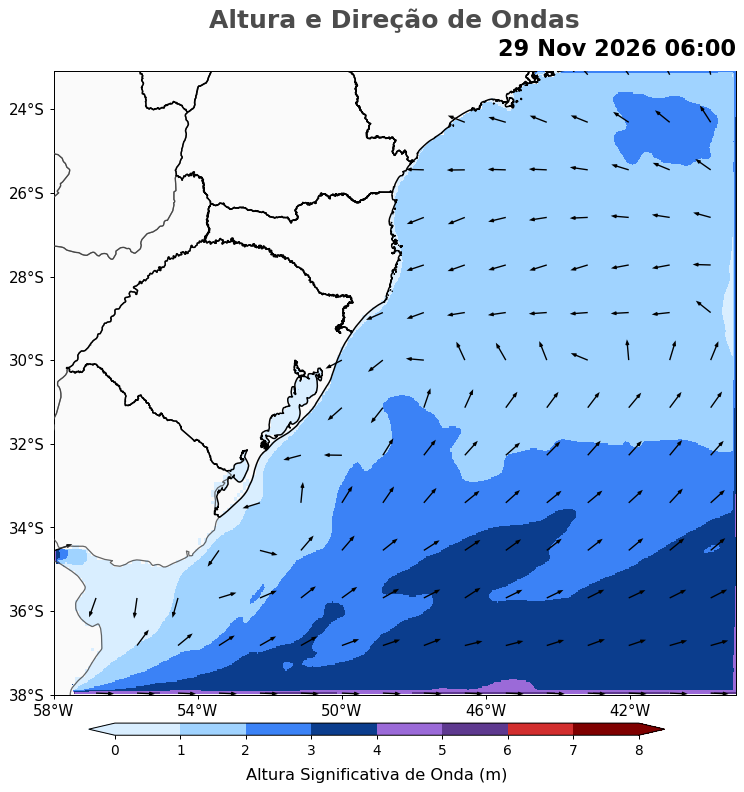 Altura e Direção de Ondas
29 Nov 2026 06:00
24°S
26°S
28°S
30°S
32°S
34°S
36°S
38°S
58°W 54°W 50°W 46°W 42°W
0 1 2 3 4 5 6 7 8
Altura Significativa de Onda (m)